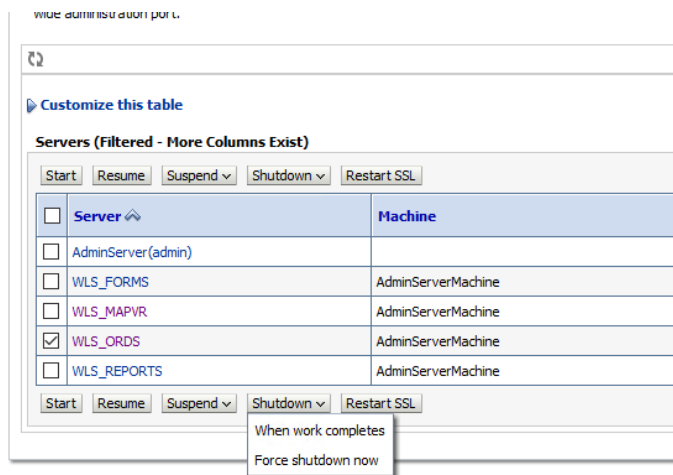 wide administration port.
Customize this table
Servers (Filtered - More Columns Exist)
Start Resume Suspend Shutdown Restart SSL
Server Machine
AdminServer(admin)
WLS_FORMS AdminServerMachine
WLS_MAPVR AdminServerMachine
WLS_ORDS AdminServerMachine
WLS_REPORTS AdminServerMachine
Start Resume Suspend Shutdown Restart SSL
When work completes
Force shutdown now